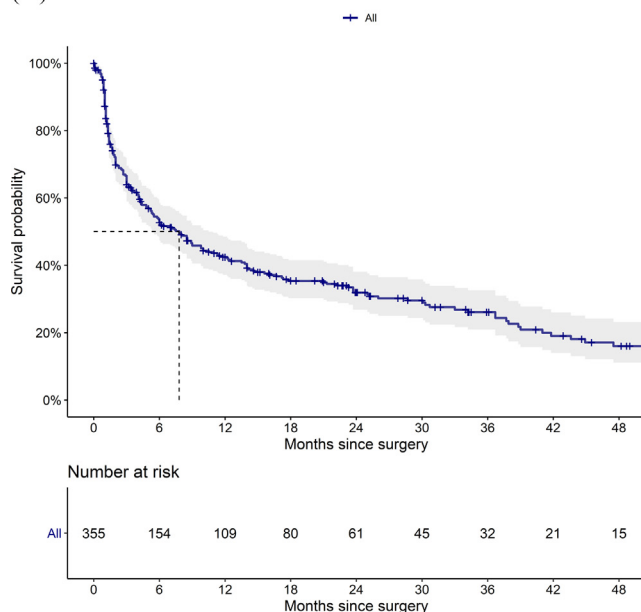 All
100%
80%
60%
40%
20%
0%
Survival probability
0 6 12 18 24 30 36 42 48
Months since surgery
Number at risk
All 355 154 109 80 61 45 32 21 15
0 6 12 18 24 30 36 42 48
Months since surgery